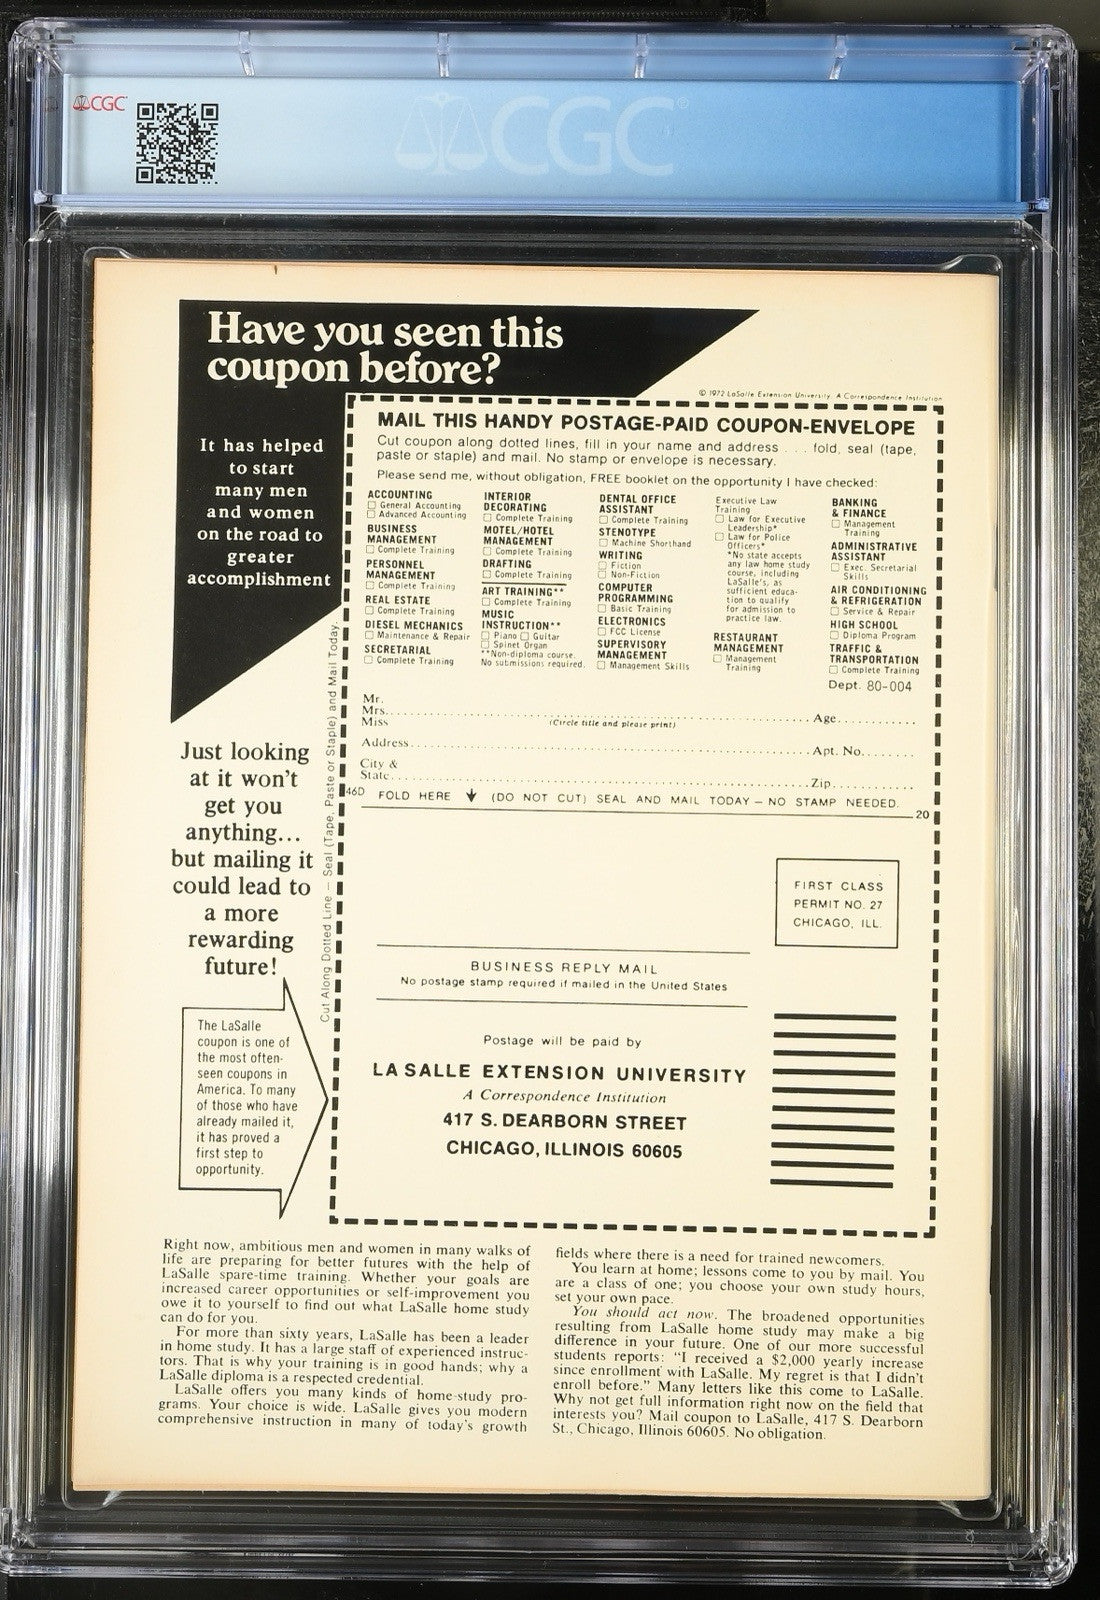 CGC
CGC®
Have you seen this
coupon before?
It has helped
to start
many men
and women
on the road to
greater
accomplishment
© 1972 LaSalle Extension University A Correspondence Institution
MAIL THIS HANDY POSTAGE-PAID COUPON-ENVELOPE
Cut coupon along dotted lines, fill in your name and address . . . fold, seal (tape,
paste or staple) and mail. No stamp or envelope is necessary.
Please send me, without obligation, FREE booklet on the opportunity I have checked:
ACCOUNTING
☐ General Accounting
☐ Advanced Accounting
BUSINESS
MANAGEMENT
☐ Complete Training
PERSONNEL
MANAGEMENT
☐ Complete Training
REAL ESTATE
☐ Complete Training
DIESEL MECHANICS
☐ Maintenance & Repair
SECRETARIAL
☐ Complete Training
INTERIOR
DECORATING
☐ Complete Training
MOTEL/HOTEL
MANAGEMENT
☐ Complete Training
DRAFTING
☐ Complete Training
ART TRAINING**
☐ Complete Training
MUSIC
INSTRUCTION**
☐ Piano ☐ Guitar
☐ Spinet Organ
**Non-diploma course.
No submissions required.
DENTAL OFFICE
ASSISTANT
☐ Complete Training
STENOTYPE
☐ Machine Shorthand
WRITING
☐ Fiction
☐ Non-Fiction
COMPUTER
PROGRAMMING
☐ Basic Training
ELECTRONICS
☐ FCC License
SUPERVISORY
MANAGEMENT
☐ Management Skills
Executive Law
Training
☐ Law for Executive
Leadership*
☐ Law for Police
Officers*
*No state accepts
any law home study
course, including
LaSalle's, as
sufficient educa-
tion to qualify
for admission to
practice law.
RESTAURANT
MANAGEMENT
☐ Management
Training
BANKING
& FINANCE
☐ Management
Training
ADMINISTRATIVE
ASSISTANT
☐ Exec. Secretarial
Skills
AIR CONDITIONING
& REFRIGERATION
☐ Service & Repair
HIGH SCHOOL
☐ Diploma Program
TRAFFIC &
TRANSPORTATION
☐ Complete Training
Dept. 80-004
Mr.
Mrs. Age
Miss (Circle title and please print)
Address Apt. No.
City &
State Zip
46D FOLD HERE ↓ (DO NOT CUT) SEAL AND MAIL TODAY – NO STAMP NEEDED. 20
Cut Along Dotted Line — Seal (Tape, Paste or Staple) and Mail Today.
Just looking
at it won't
get you
anything...
but mailing it
could lead to
a more
rewarding
future!
The LaSalle
coupon is one of
the most often-
seen coupons in
America. To many
of those who have
already mailed it,
it has proved a
first step to
opportunity.
FIRST CLASS
PERMIT NO. 27
CHICAGO, ILL.
BUSINESS REPLY MAIL
No postage stamp required if mailed in the United States
Postage will be paid by
LA SALLE EXTENSION UNIVERSITY
A Correspondence Institution
417 S. DEARBORN STREET
CHICAGO, ILLINOIS 60605
Right now, ambitious men and women in many walks of
life are preparing for better futures with the help of
LaSalle spare-time training. Whether your goals are
increased career opportunities or self-improvement you
owe it to yourself to find out what LaSalle home study
can do for you.
For more than sixty years, LaSalle has been a leader
in home study. It has a large staff of experienced instruc-
tors. That is why your training is in good hands; why a
LaSalle diploma is a respected credential.
LaSalle offers you many kinds of home-study pro-
grams. Your choice is wide. LaSalle gives you modern
comprehensive instruction in many of today's growth
fields where there is a need for trained newcomers.
You learn at home; lessons come to you by mail. You
are a class of one; you choose your own study hours,
set your own pace.
You should act now. The broadened opportunities
resulting from LaSalle home study may make a big
difference in your future. One of our more successful
students reports: “I received a $2,000 yearly increase
since enrollment with LaSalle. My regret is that I didn't
enroll before.” Many letters like this come to LaSalle.
Why not get full information right now on the field that
interests you? Mail coupon to LaSalle, 417 S. Dearborn
St., Chicago, Illinois 60605. No obligation.